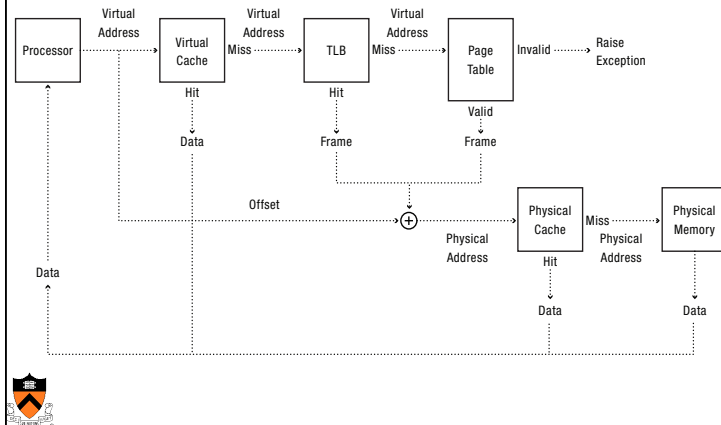 Virtual
Address
Virtual
Address
Virtual
Address
Processor
Virtual
Cache
Miss
TLB
Miss
Page
Table
Invalid
Raise
Exception
Hit
Hit
Valid
Data
Frame
Frame
Offset
Physical
Address
Physical
Cache
Miss
Physical
Address
Physical
Memory
Hit
Data
Data
Data